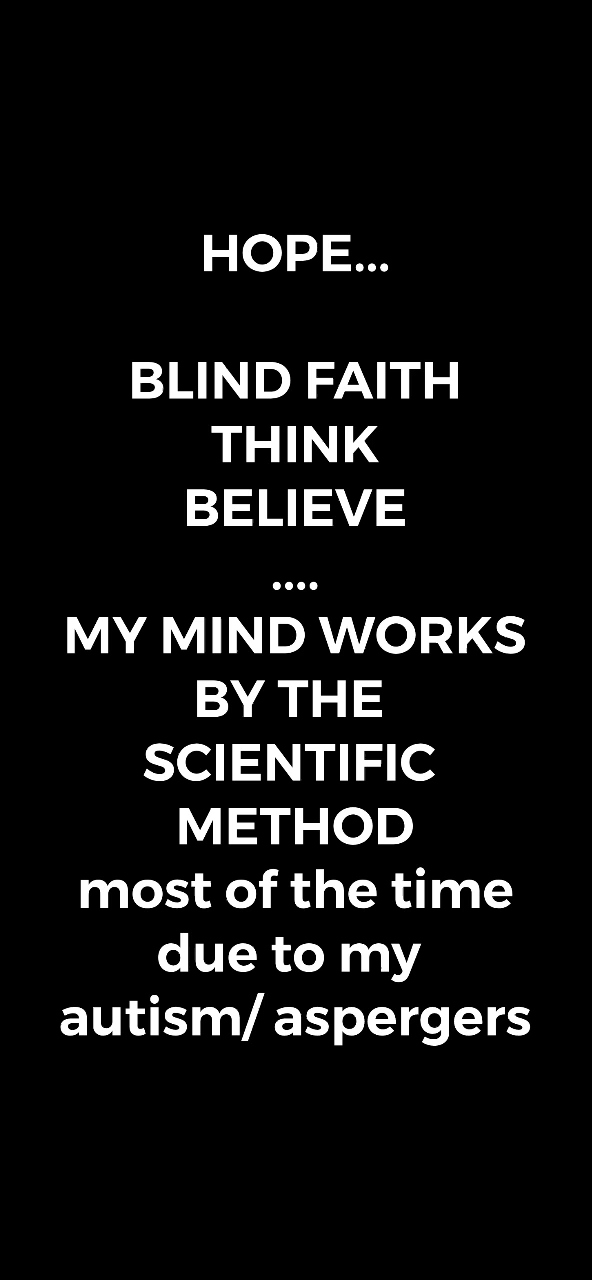 HOPE...
BLIND FAITH
THINK
BELIEVE
....
MY MIND WORKS
BY THE
SCIENTIFIC
METHOD
most of the time
due to my
autism/ aspergers